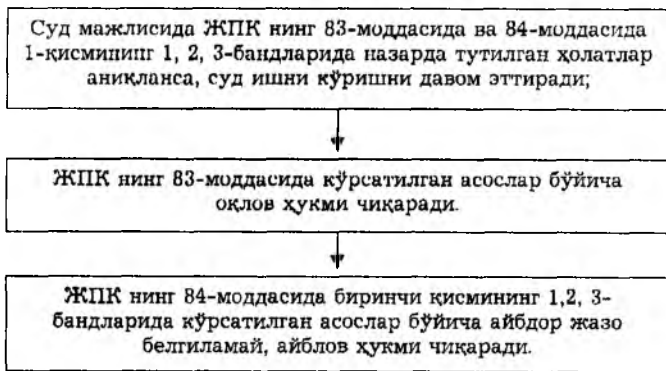 Суд мажлисида ЖПК нинг 83-моддасида ва 84-моддасида
1-қисмининг 1, 2, 3-бандларида назарда тутилган ҳолатлар
аниқланса, суд ишни кўришни давом эттиради;
ЖПК нинг 83-моддасида кўрсатилган асослар бўйича
оқлов ҳукми чиқаради.
ЖПК нинг 84-моддасида биринчи қисмининг 1,2, 3-
бандларида кўрсатилган асослар бўйича айбдор жазо
белгиламай, айблов ҳукми чиқаради.